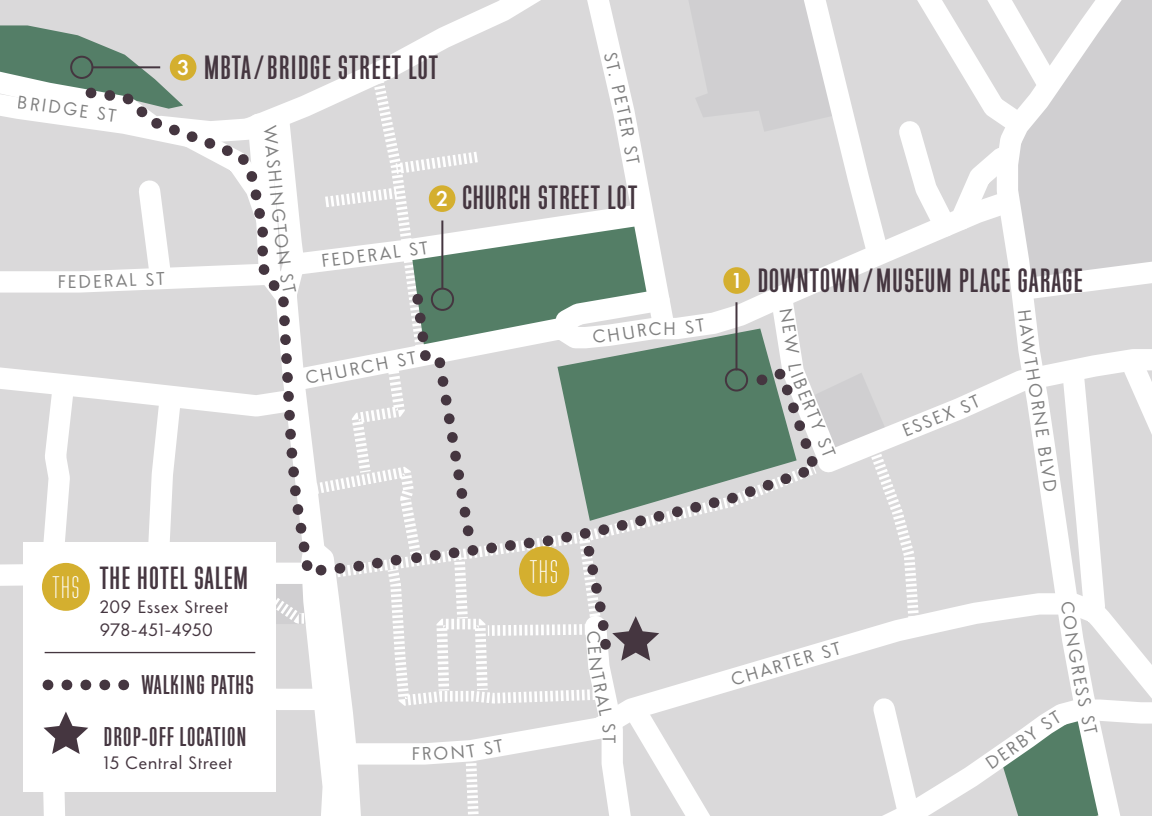 3 MBTA/BRIDGE STREET LOT
BRIDGE ST
ST. PETER ST
WASHINGTON ST
2 CHURCH STREET LOT
FEDERAL ST
FEDERAL ST
1 DOWNTOWN/MUSEUM PLACE GARAGE
CHURCH ST
CHURCH ST
NEW LIBERTY ST
HAWTHORNE BLVD
ESSEX ST
THS
THS
THE HOTEL SALEM
209 Essex Street
978-451-4950
WALKING PATHS
DROP-OFF LOCATION
15 Central Street
CENTRAL ST
CHARTER ST
CONGRESS ST
DERBY ST
FRONT ST